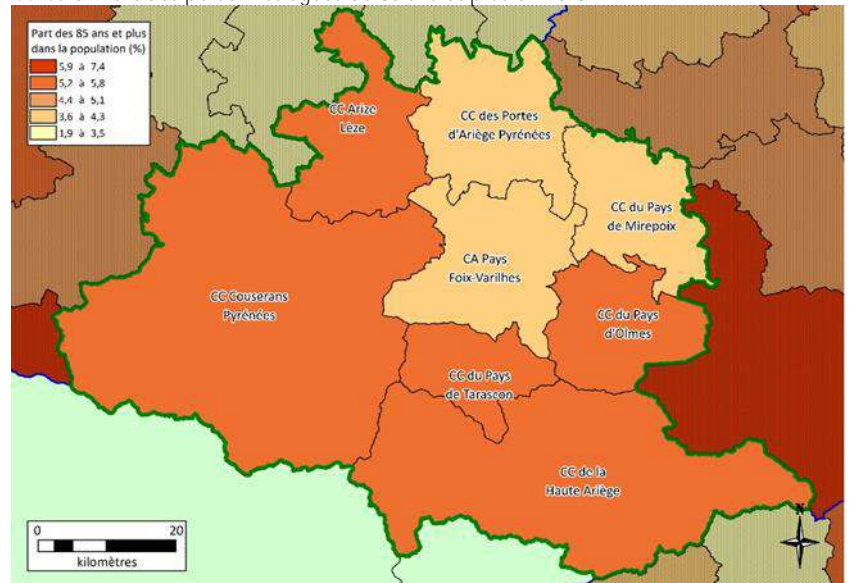 Part des 85 ans et plus
dans la population (%)
5,9 à 7,4
5,2 à 5,8
4,4 à 5,1
3,6 à 4,3
1,9 à 3,5
CC Arize
Lèze
CC des Portes
d'Ariège Pyrénées
CC du Pays
de Mirepoix
CA Pays
Foix-Varilhes
CC Couserans
Pyrénées
CC du Pays
d'Olmes
CC du Pays
de Tarascon
CC de la
Haute Ariège
0 20
kilomètres
N